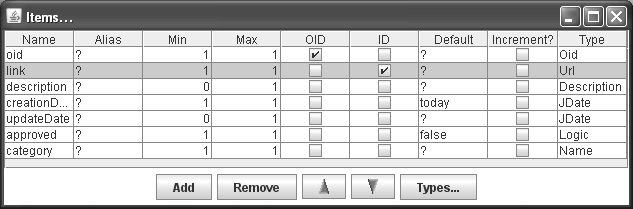 Items...
Name Alias Min Max OID ID Default Increment? Type
oid ? 1 1 ? Oid
link ? 1 1 ? Url
description ? 0 1 ? Description
creationD... ? 1 1 today JDate
updateDate ? 0 1 ? JDate
approved ? 1 1 false Logic
category ? 1 1 ? Name
Add Remove Types...